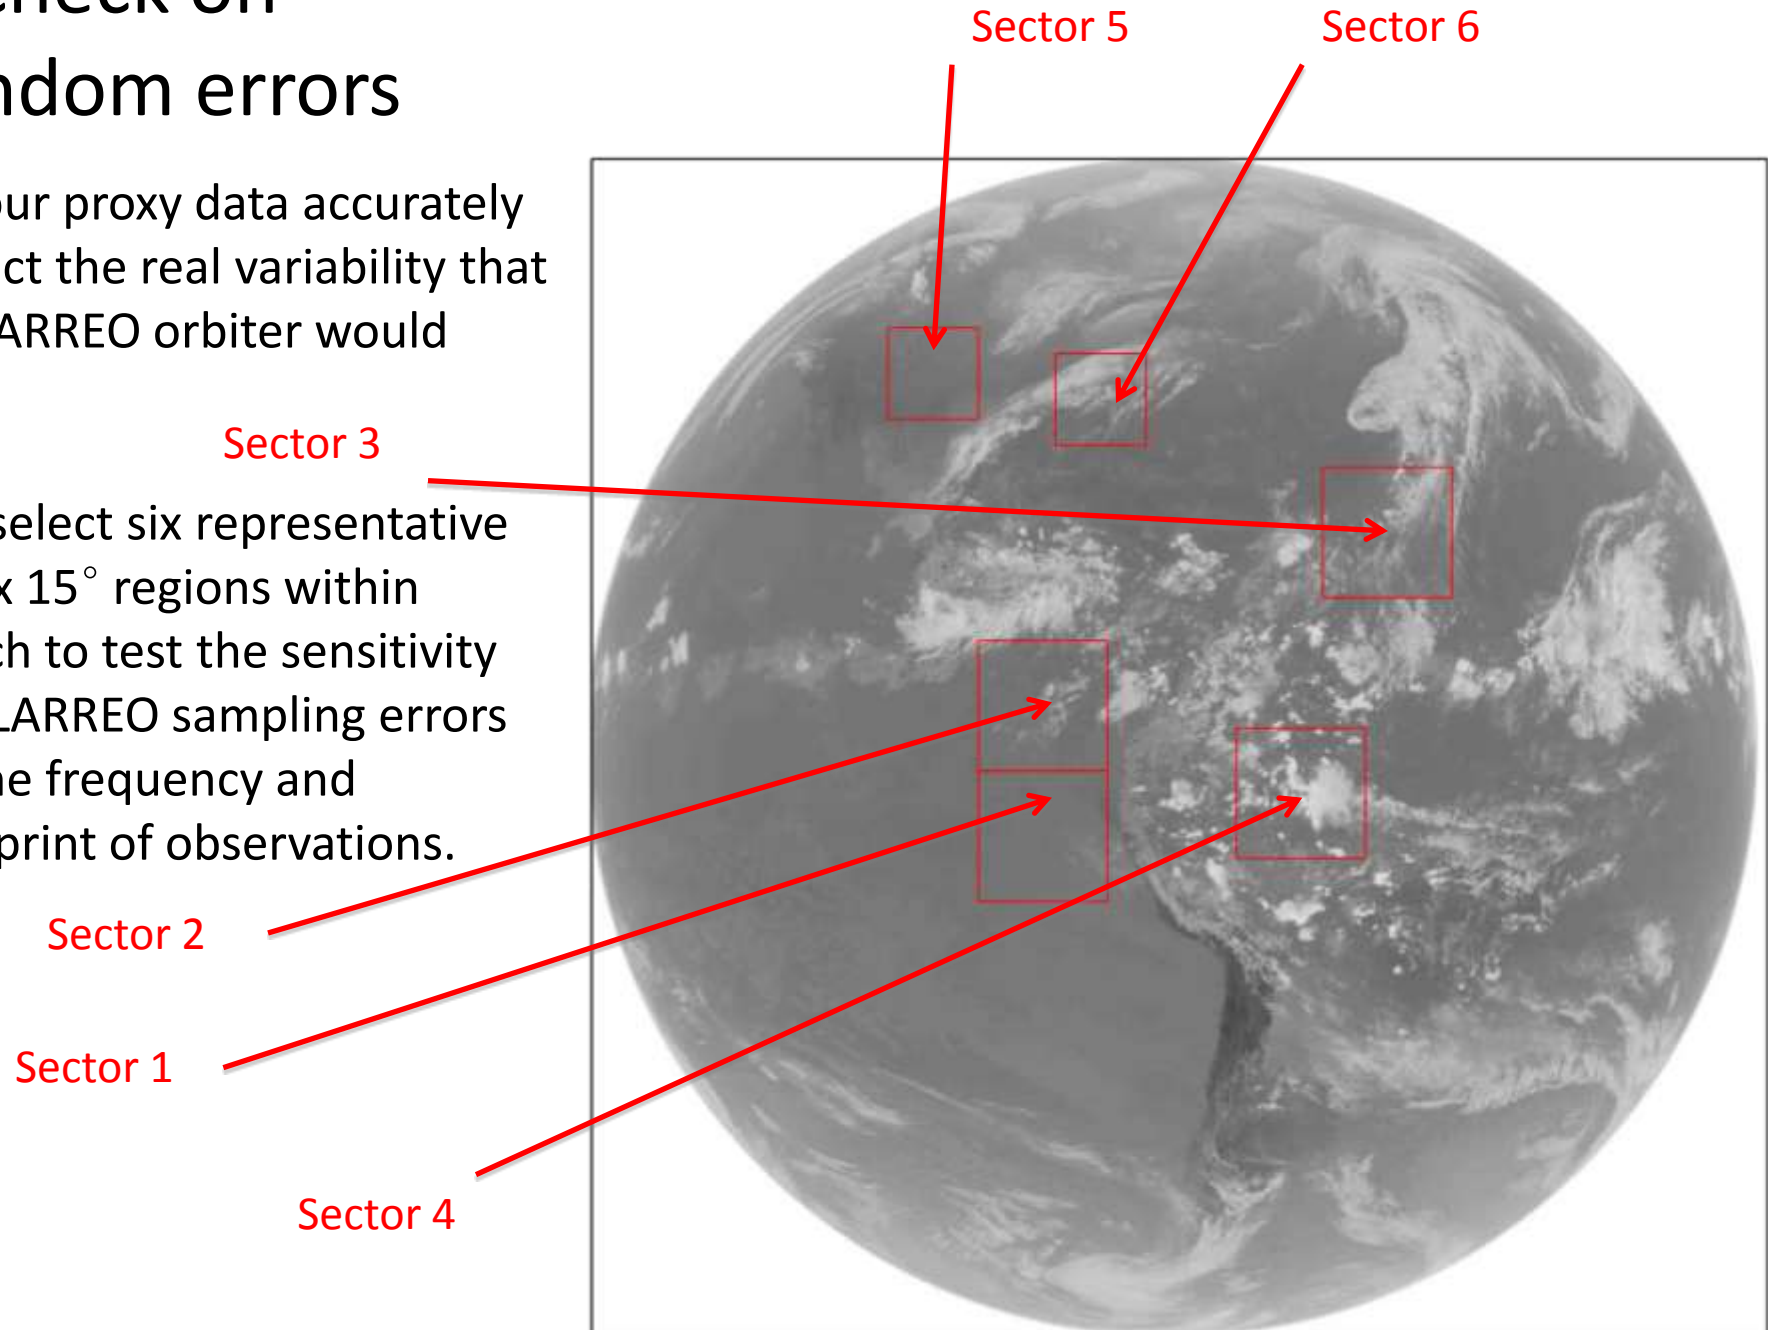 ndom errors
Sector 5
Sector 6
our proxy data accurately
ct the real variability that
ARREO orbiter would
Sector 3
select six representative
x 15° regions within
ch to test the sensitivity
LARREO sampling errors
ne frequency and
print of observations.
Sector 2
Sector 1
Sector 4